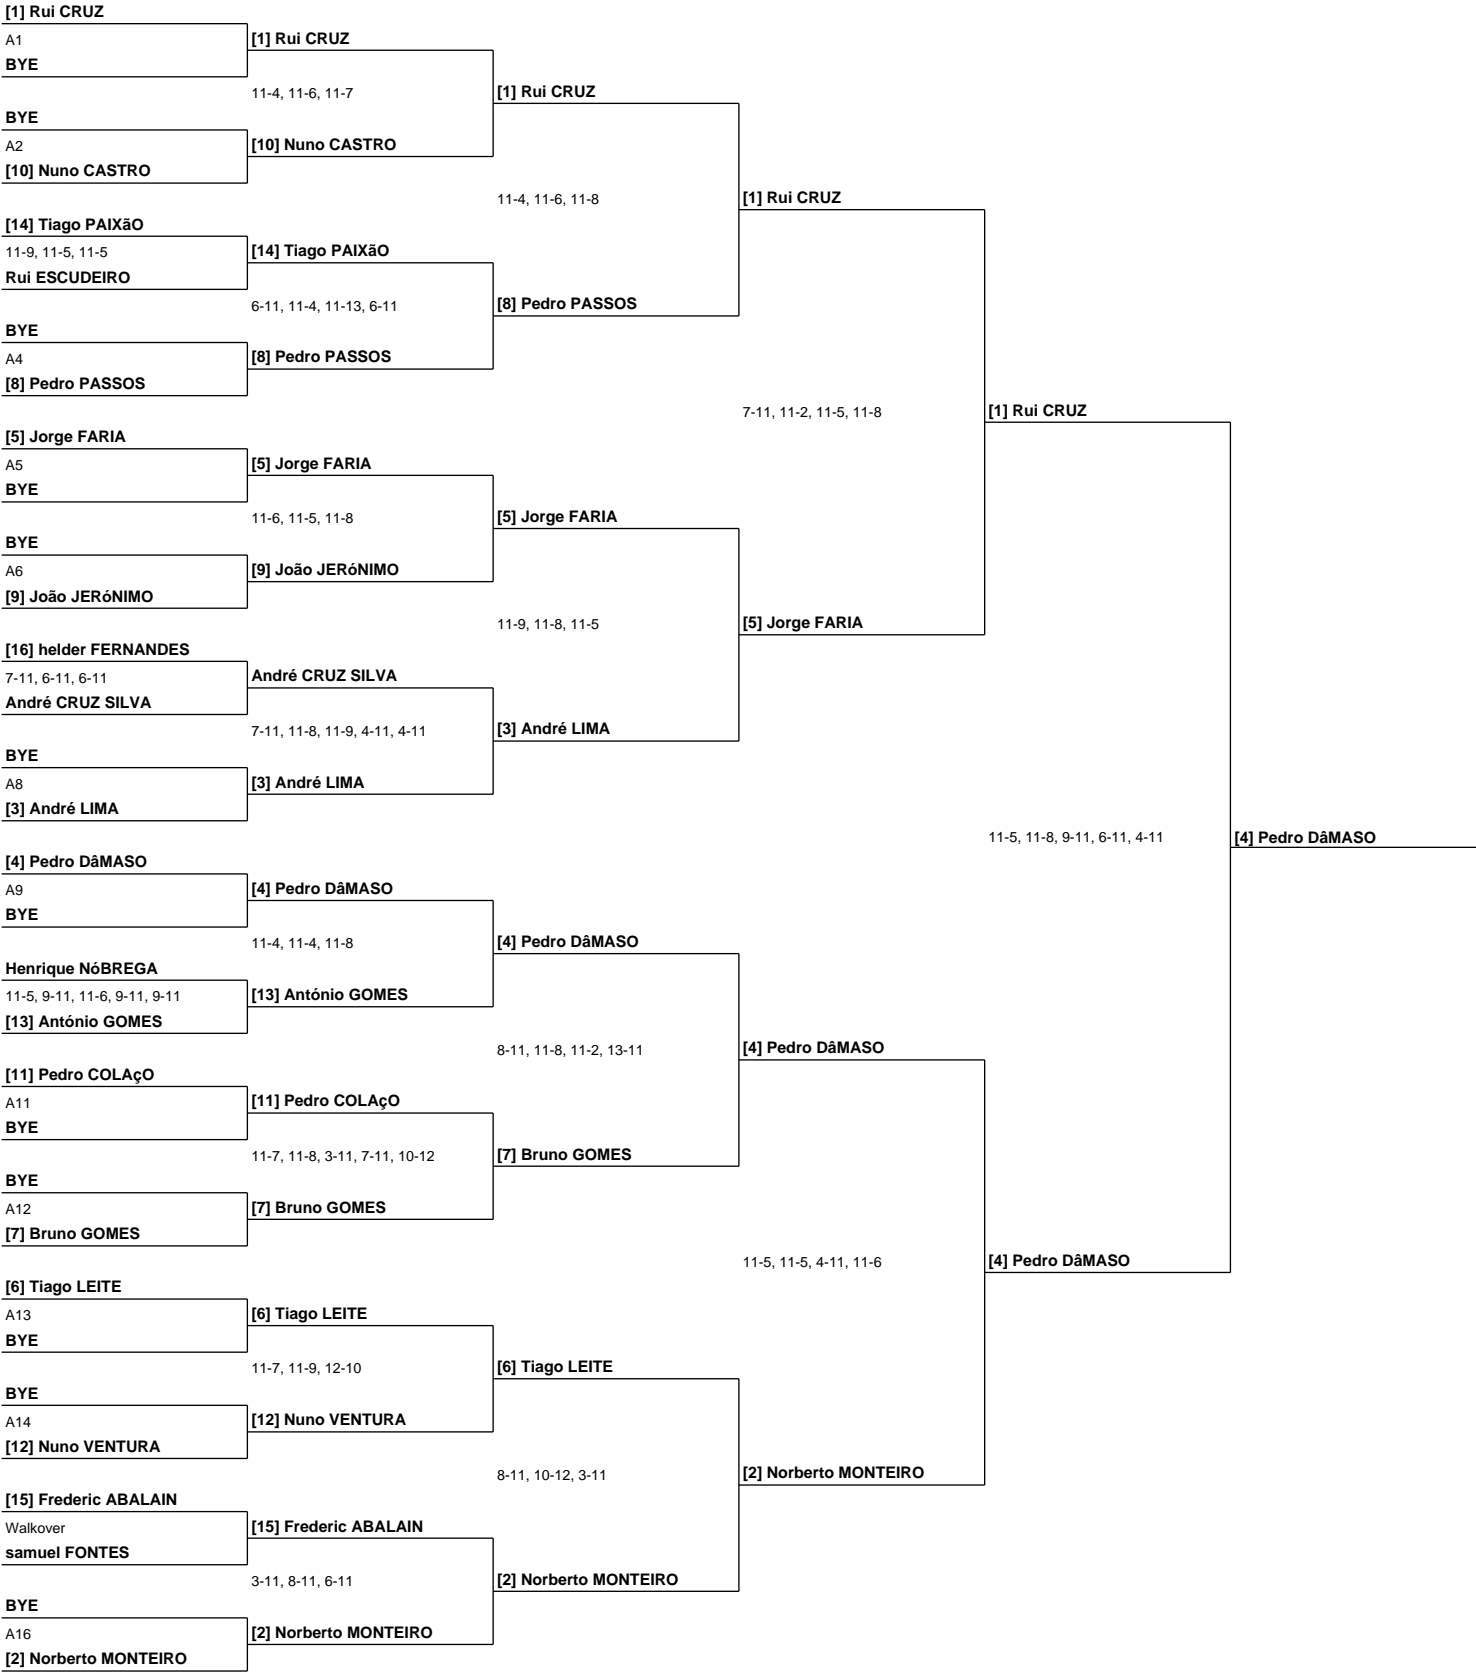 [1] Rui CRUZ
A1
BYE
BYE
A2
[10] Nuno CASTRO
[14] Tiago PAIXãO
11-9, 11-5, 11-5
Rui ESCUDEIRO
BYE
A4
[8] Pedro PASSOS
[5] Jorge FARIA
A5
BYE
BYE
A6
[9] João JERóNIMO
[16] helder FERNANDES
7-11, 6-11, 6-11
André CRUZ SILVA
BYE
A8
[3] André LIMA
[4] Pedro DâMASO
A9
BYE
Henrique NóBREGA
11-5, 9-11, 11-6, 9-11, 9-11
[13] António GOMES
[11] Pedro COLAçO
A11
BYE
BYE
A12
[7] Bruno GOMES
[6] Tiago LEITE
A13
BYE
BYE
A14
[12] Nuno VENTURA
[15] Frederic ABALAIN
Walkover
samuel FONTES
BYE
A16
[2] Norberto MONTEIRO
[1] Rui CRUZ
11-4, 11-6, 11-7
[10] Nuno CASTRO
[14] Tiago PAIXãO
6-11, 11-4, 11-13, 6-11
[8] Pedro PASSOS
[5] Jorge FARIA
11-6, 11-5, 11-8
[9] João JERóNIMO
André CRUZ SILVA
7-11, 11-8, 11-9, 4-11, 4-11
[3] André LIMA
[4] Pedro DâMASO
11-4, 11-4, 11-8
[13] António GOMES
[11] Pedro COLAçO
11-7, 11-8, 3-11, 7-11, 10-12
[7] Bruno GOMES
[6] Tiago LEITE
11-7, 11-9, 12-10
[12] Nuno VENTURA
[15] Frederic ABALAIN
3-11, 8-11, 6-11
[2] Norberto MONTEIRO
[1] Rui CRUZ
11-4, 11-6, 11-8
[8] Pedro PASSOS
[5] Jorge FARIA
11-9, 11-8, 11-5
[3] André LIMA
[4] Pedro DâMASO
8-11, 11-8, 11-2, 13-11
[7] Bruno GOMES
[6] Tiago LEITE
8-11, 10-12, 3-11
[2] Norberto MONTEIRO
[1] Rui CRUZ
7-11, 11-2, 11-5, 11-8
[5] Jorge FARIA
[4] Pedro DâMASO
11-5, 11-5, 4-11, 11-6
[2] Norberto MONTEIRO
[1] Rui CRUZ
11-5, 11-8, 9-11, 6-11, 4-11
[4] Pedro DâMASO
[4] Pedro DâMASO